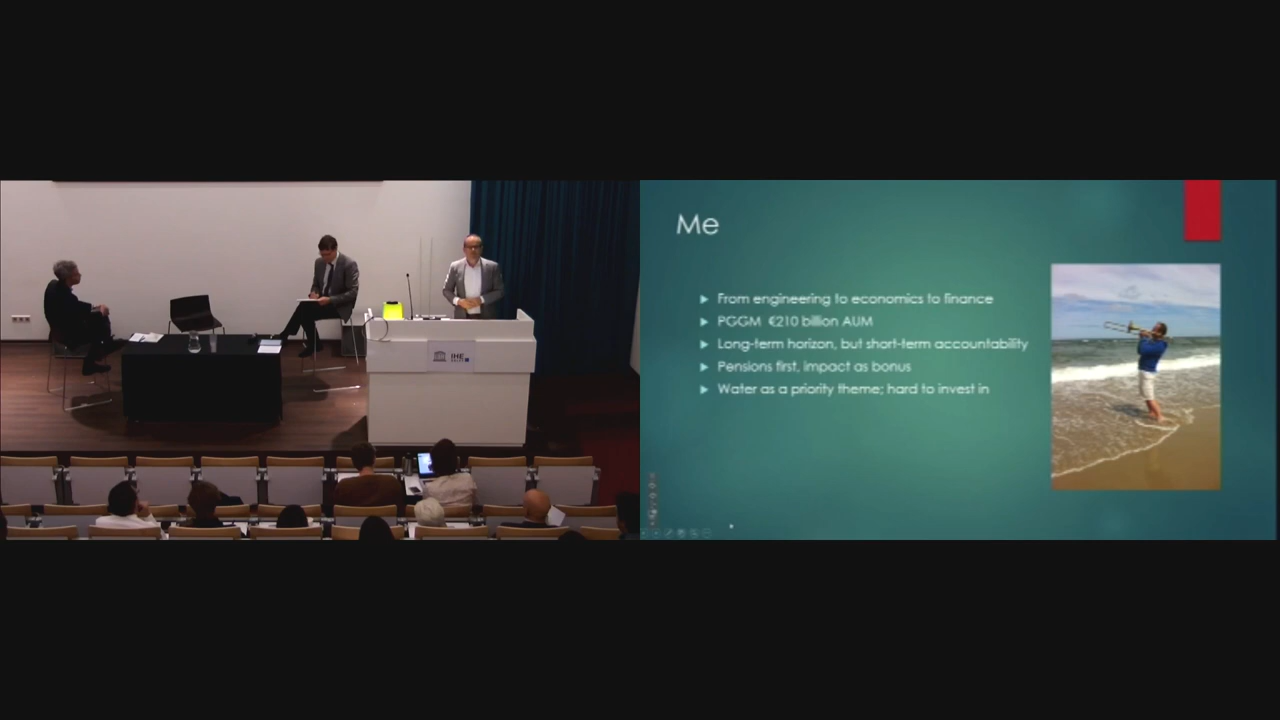 IHE
Me
From engineering to economics to finance
PGGM €210 billion AUM
Long-term horizon, but short-term accountability
Pensions first, impact as bonus
Water as a priority theme; hard to invest in